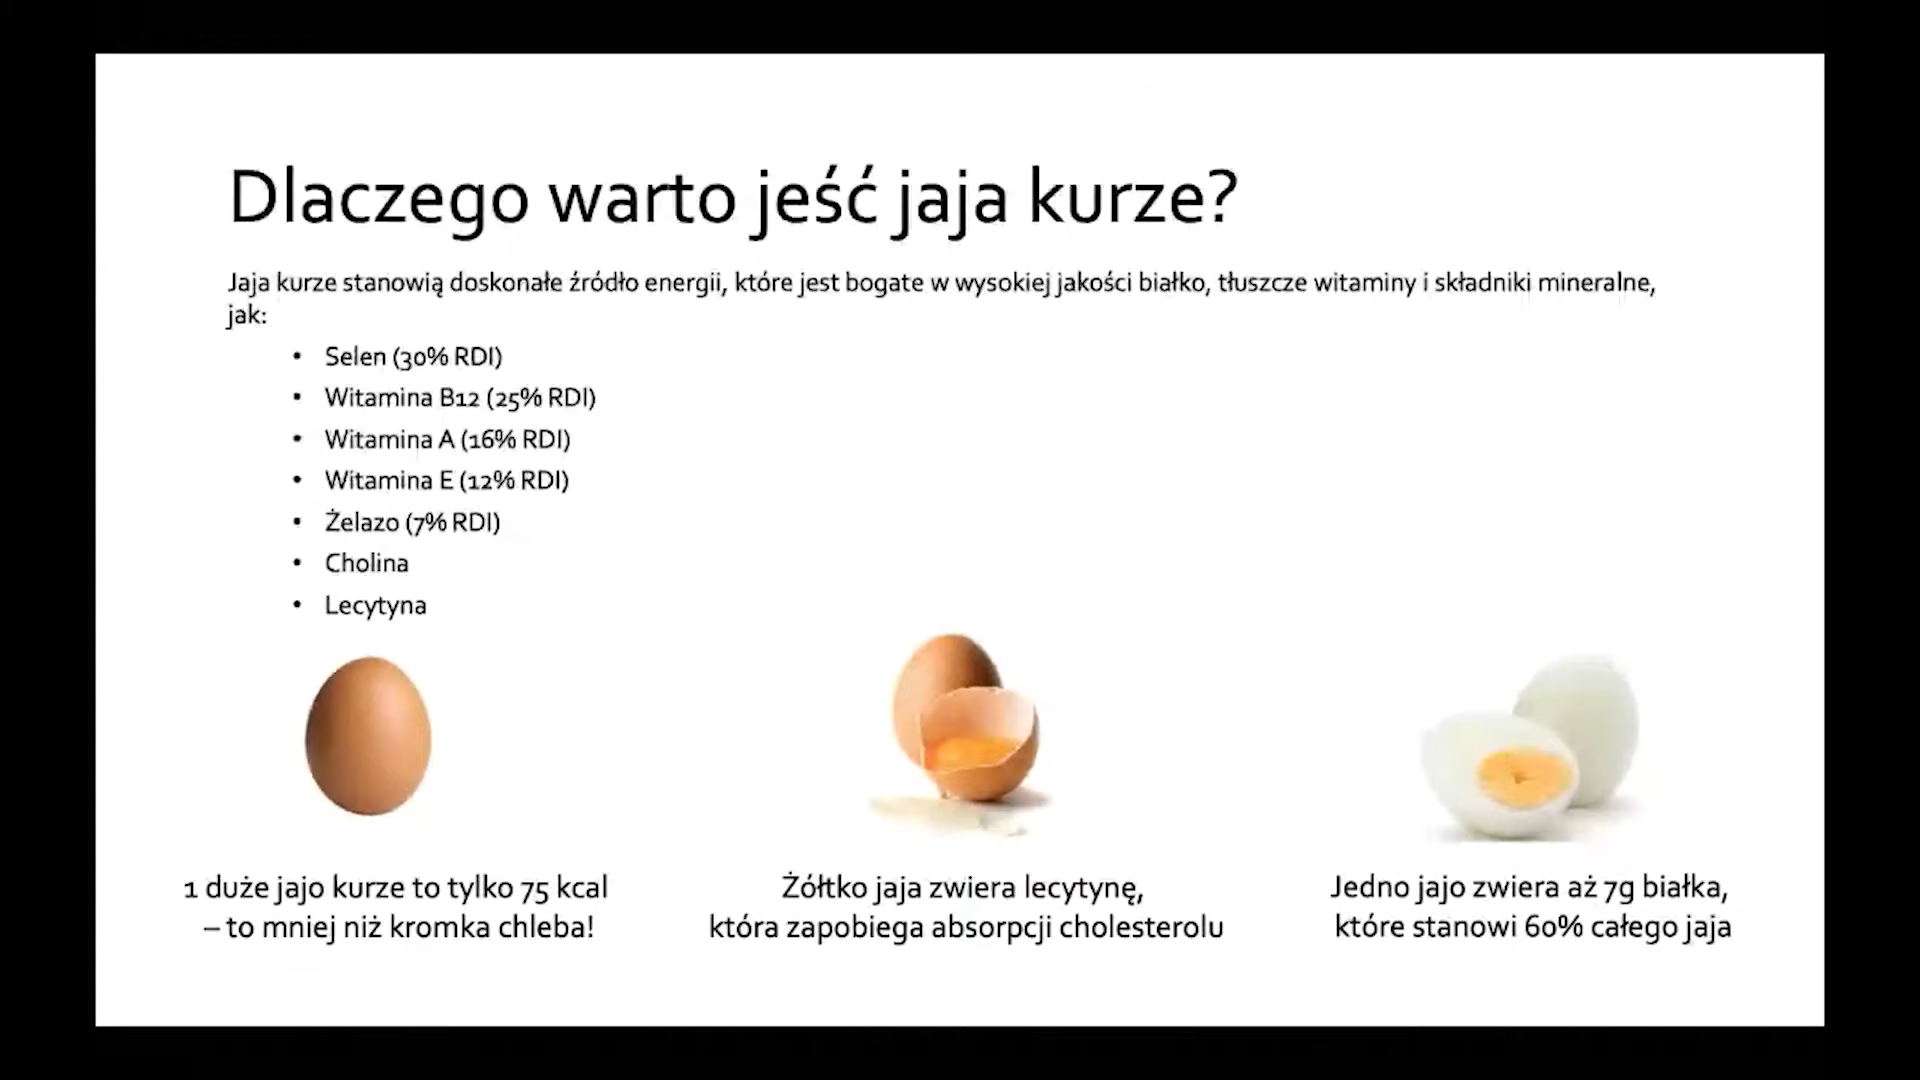 Dlaczego warto jeść jaja kurze?
Jaja kurze stanowią doskonałe źródło energii, które jest bogate w wysokiej jakości białko, tłuszcze witaminy i składniki mineralne,
jak:
• Selen (30% RDI)
• Witamina B12 (25% RDI)
• Witamina A (16% RDI)
• Witamina E (12% RDI)
• Żelazo (7% RDI)
• Cholina
• Lecytyna
1 duże jajo kurze to tylko 75 kcal
– to mniej niż kromka chleba!
Żółtko jaja zwiera lecytynę,
która zapobiega absorpcji cholesterolu
Jedno jajo zwiera aż 7g białka,
które stanowi 60% całego jaja